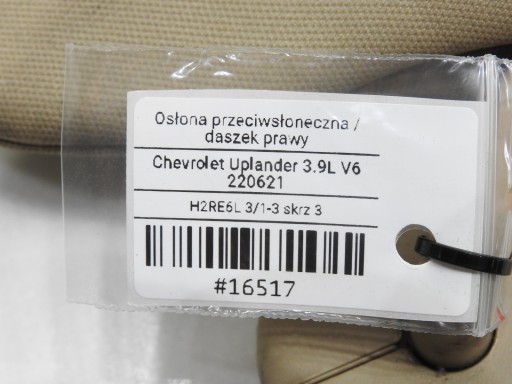 Osłona przeciwsłoneczna /
daszek prawy
Chevrolet Uplander 3.9L V6
220621
H2RE6L 3/1-3 skrz 3
#16517